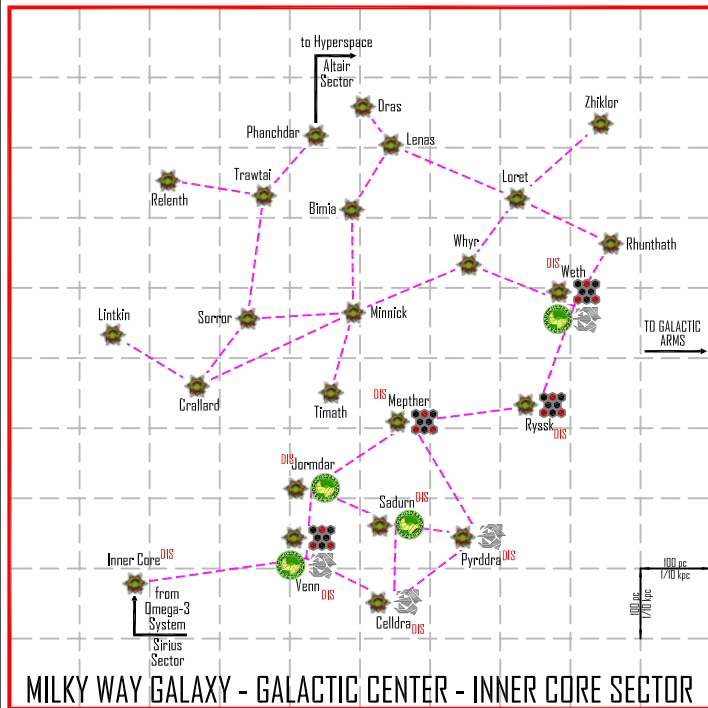 to Hyperspace
Altair
Sector
Dras
Zhiklor
Phanchdar
Lenas
Trawtai
Loret
Relenth
Bimia
Whyr
Rhunthath
DIS
Weth
Lintkin
Sorror
Minnick
TO GALACTIC
ARMS
Crallard
Timath
DIS
Mepther
Ryssk
DIS
DIS
Jormdar
Sadurn
DIS
Inner Core
DIS
Pyrddra
DIS
Venn
DIS
Celldra
DIS
from
Omega-3
System
Sirius
Sector
100 pc
1/10 kpc
100 pc
1/10 kpc
MILKY WAY GALAXY - GALACTIC CENTER - INNER CORE SECTOR